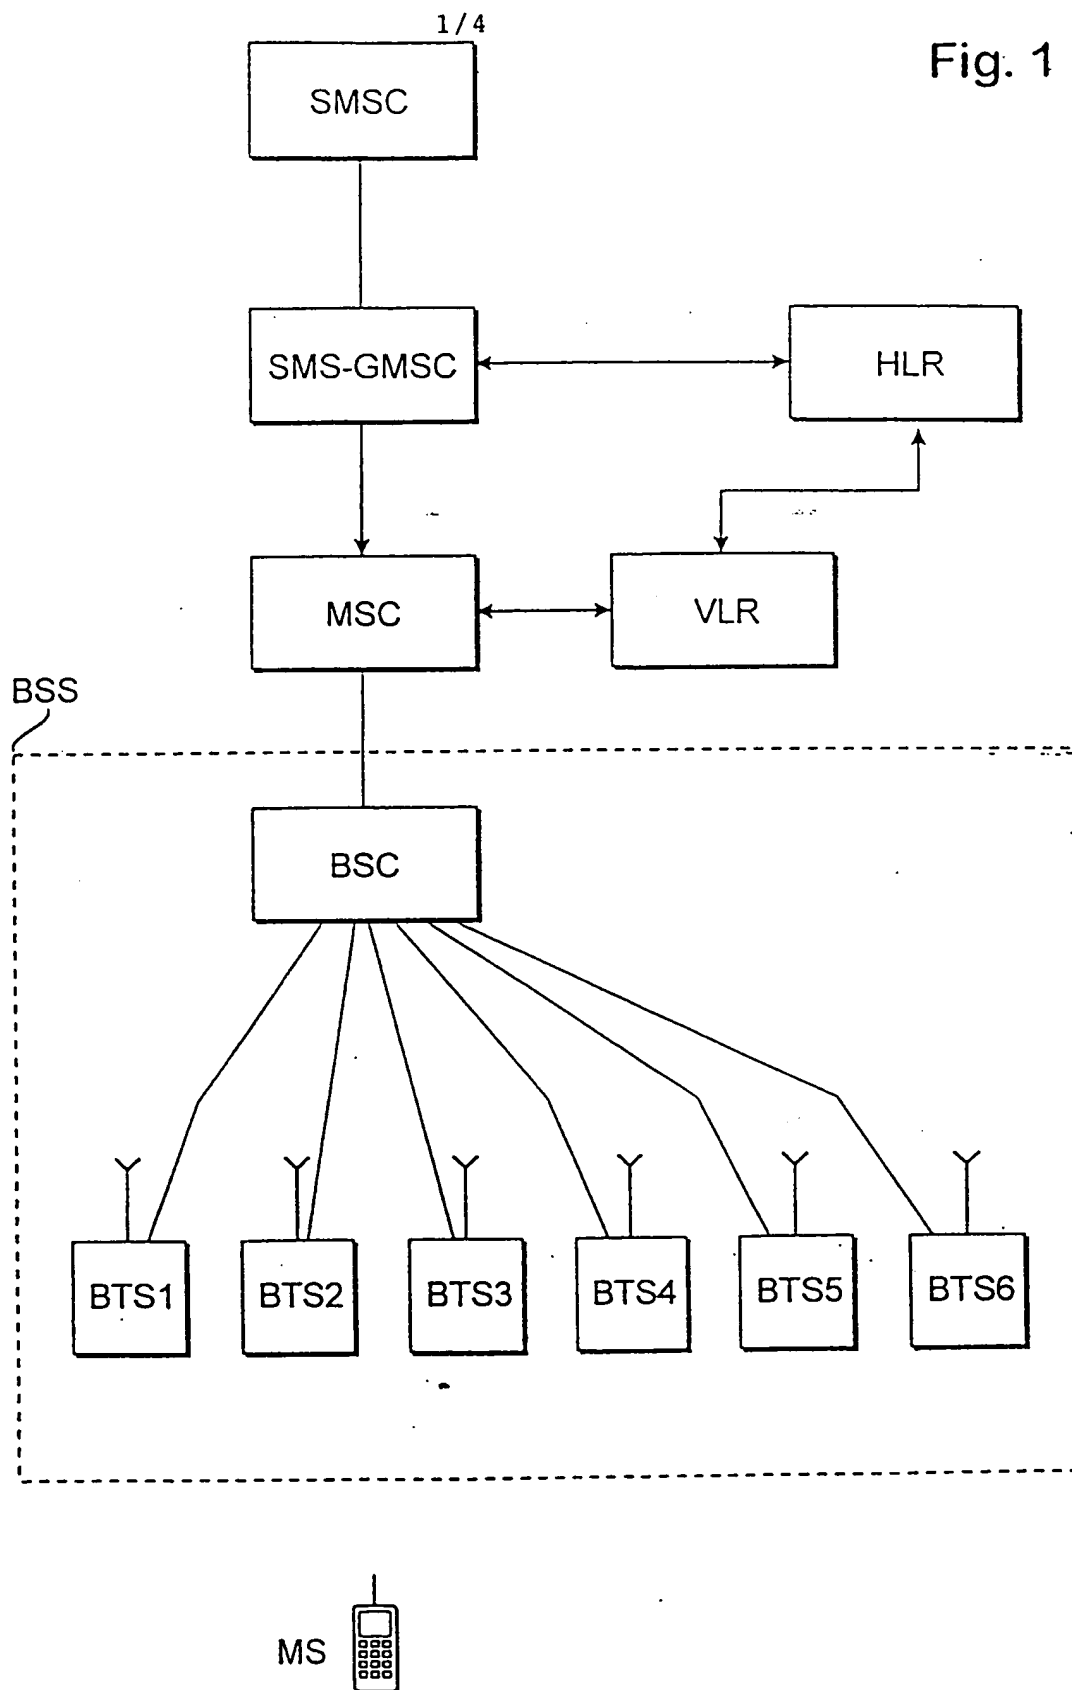 1/4
Fig. 1
SMSC
SMS-GMSC
HLR
MSC
VLR
BSS
BSC
BTS1
BTS2
BTS3
BTS4
BTS5
BTS6
MS